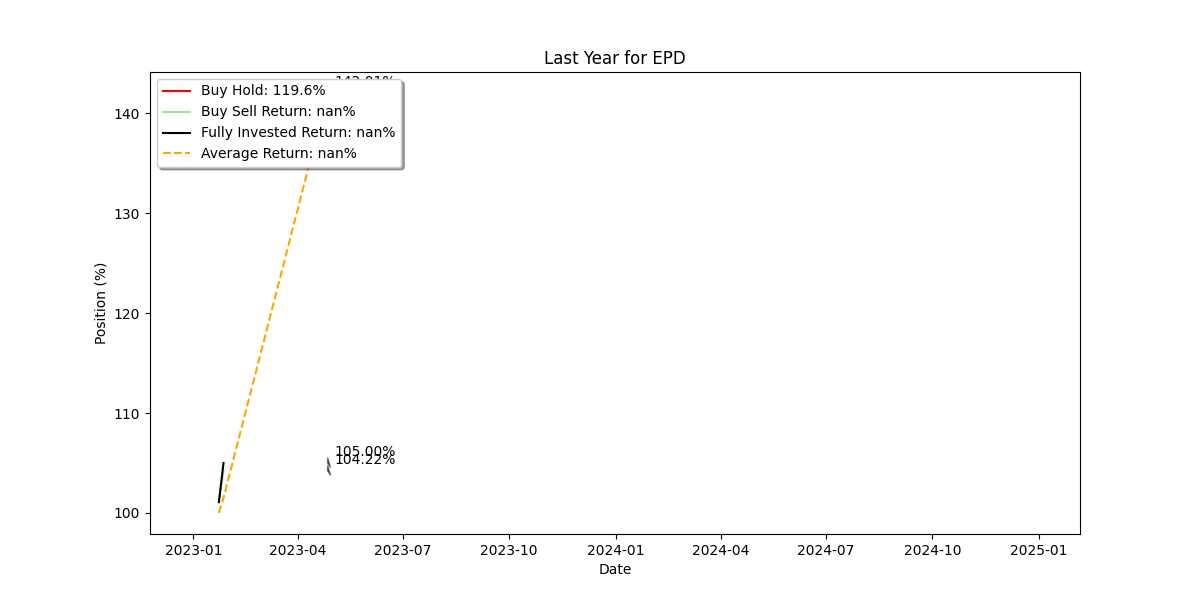 Last Year for EPD
Buy Hold: 119.6%
Buy Sell Return: nan%
Fully Invested Return: nan%
Average Return: nan%
140
130
120
110
100
Position (%)
105.00%
104.22%
2023-01
2023-04
2023-07
2023-10
2024-01
2024-04
2024-07
2024-10
2025-01
Date